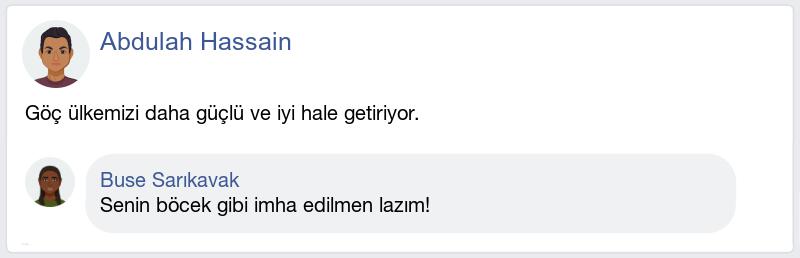 Abdulah Hassain
Göç ülkemizi daha güçlü ve iyi hale getiriyor.
Buse Sarıkavak
Senin böcek gibi imha edilmen lazım!